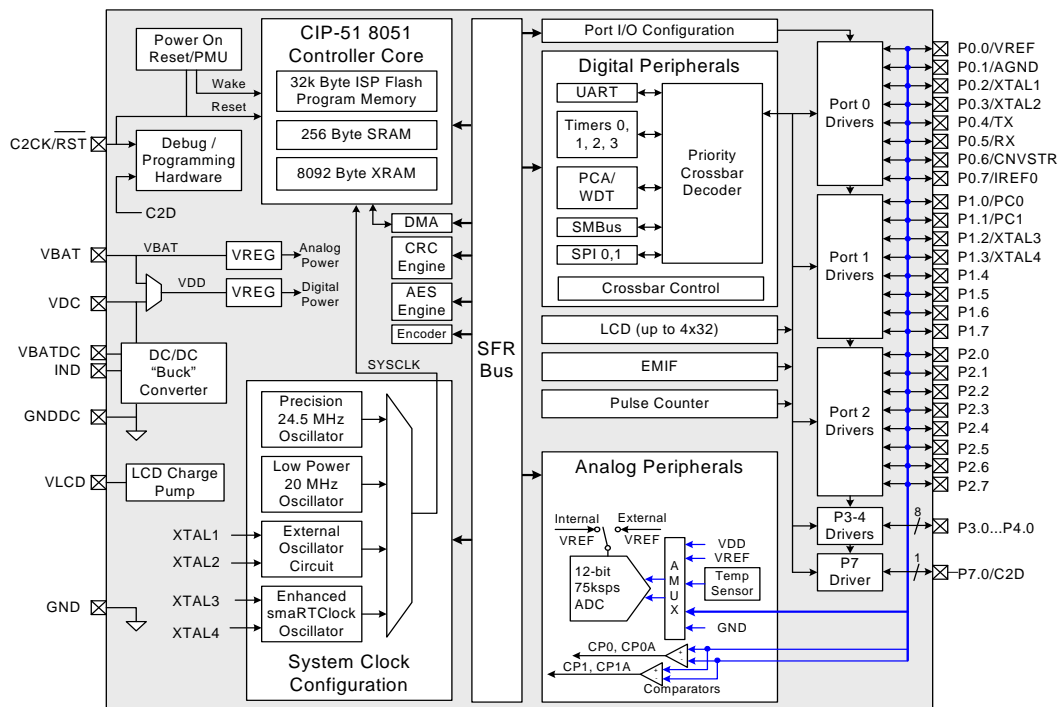 Power On
Reset/PMU
Wake
Reset
C2CK/RST
Debug /
Programming
Hardware
C2D
VBAT
VBAT
VREG
Analog
Power
VDC
VDD
VREG
Digital
Power
VBATDC
IND
DC/DC
"Buck"
Converter
GNDDC
VLCD
LCD Charge
Pump
XTAL1
XTAL2
XTAL3
XTAL4
GND
CIP-51 8051
Controller Core
32k Byte ISP Flash
Program Memory
256 Byte SRAM
8092 Byte XRAM
DMA
CRC
Engine
AES
Engine
Encoder
SYSCLK
Precision
24.5 MHz
Oscillator
Low Power
20 MHz
Oscillator
External
Oscillator
Circuit
Enhanced
smaRTClock
Oscillator
System Clock
Configuration
SFR
Bus
Port I/O Configuration
Digital Peripherals
UART
Timers 0,
1, 2, 3
PCA/
WDT
SMBus
SPI 0,1
Priority
Crossbar
Decoder
Crossbar Control
LCD (up to 4x32)
EMIF
Pulse Counter
Analog Peripherals
Internal
VREF
External
VREF
12-bit
75ksps
ADC
AMUX
VDD
VREF
Temp
Sensor
GND
CP0, CP0A
+
-
CP1, CP1A
+
-
Comparators
Port 0
Drivers
Port 1
Drivers
Port 2
Drivers
P3-4
Drivers
P7
Driver
8
1
P0.0/VREF
P0.1/AGND
P0.2/XTAL1
P0.3/XTAL2
P0.4/TX
P0.5/RX
P0.6/CNVSTR
P0.7/IREF0
P1.0/PC0
P1.1/PC1
P1.2/XTAL3
P1.3/XTAL4
P1.4
P1.5
P1.6
P1.7
P2.0
P2.1
P2.2
P2.3
P2.4
P2.5
P2.6
P2.7
P3.0...P4.0
P7.0/C2D